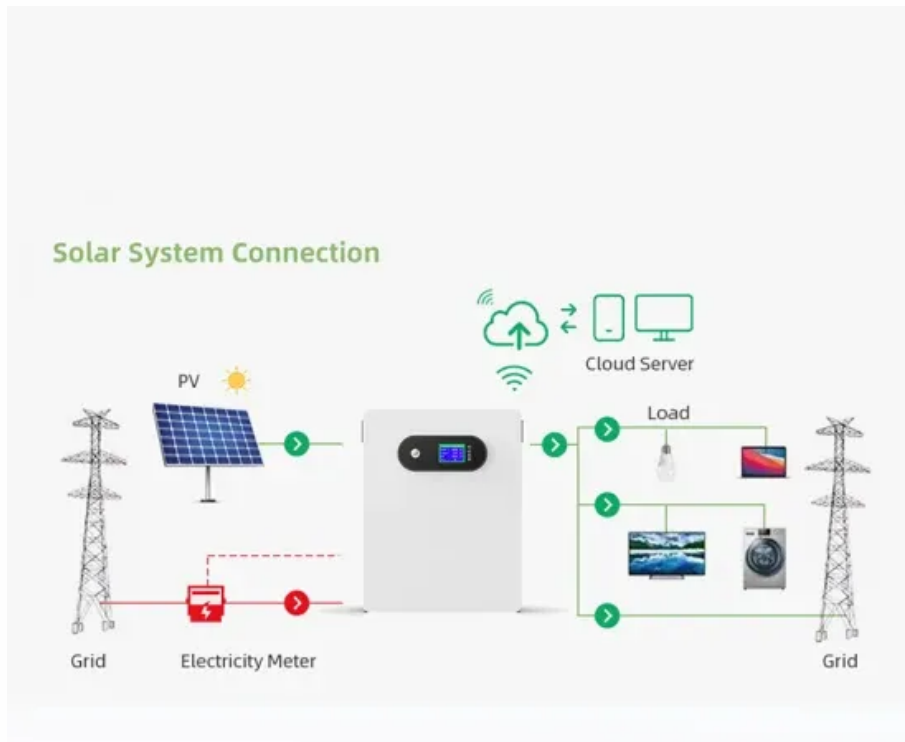 Solar System Connection
Cloud Server
PV
Load
Grid
Electricity Meter
Grid